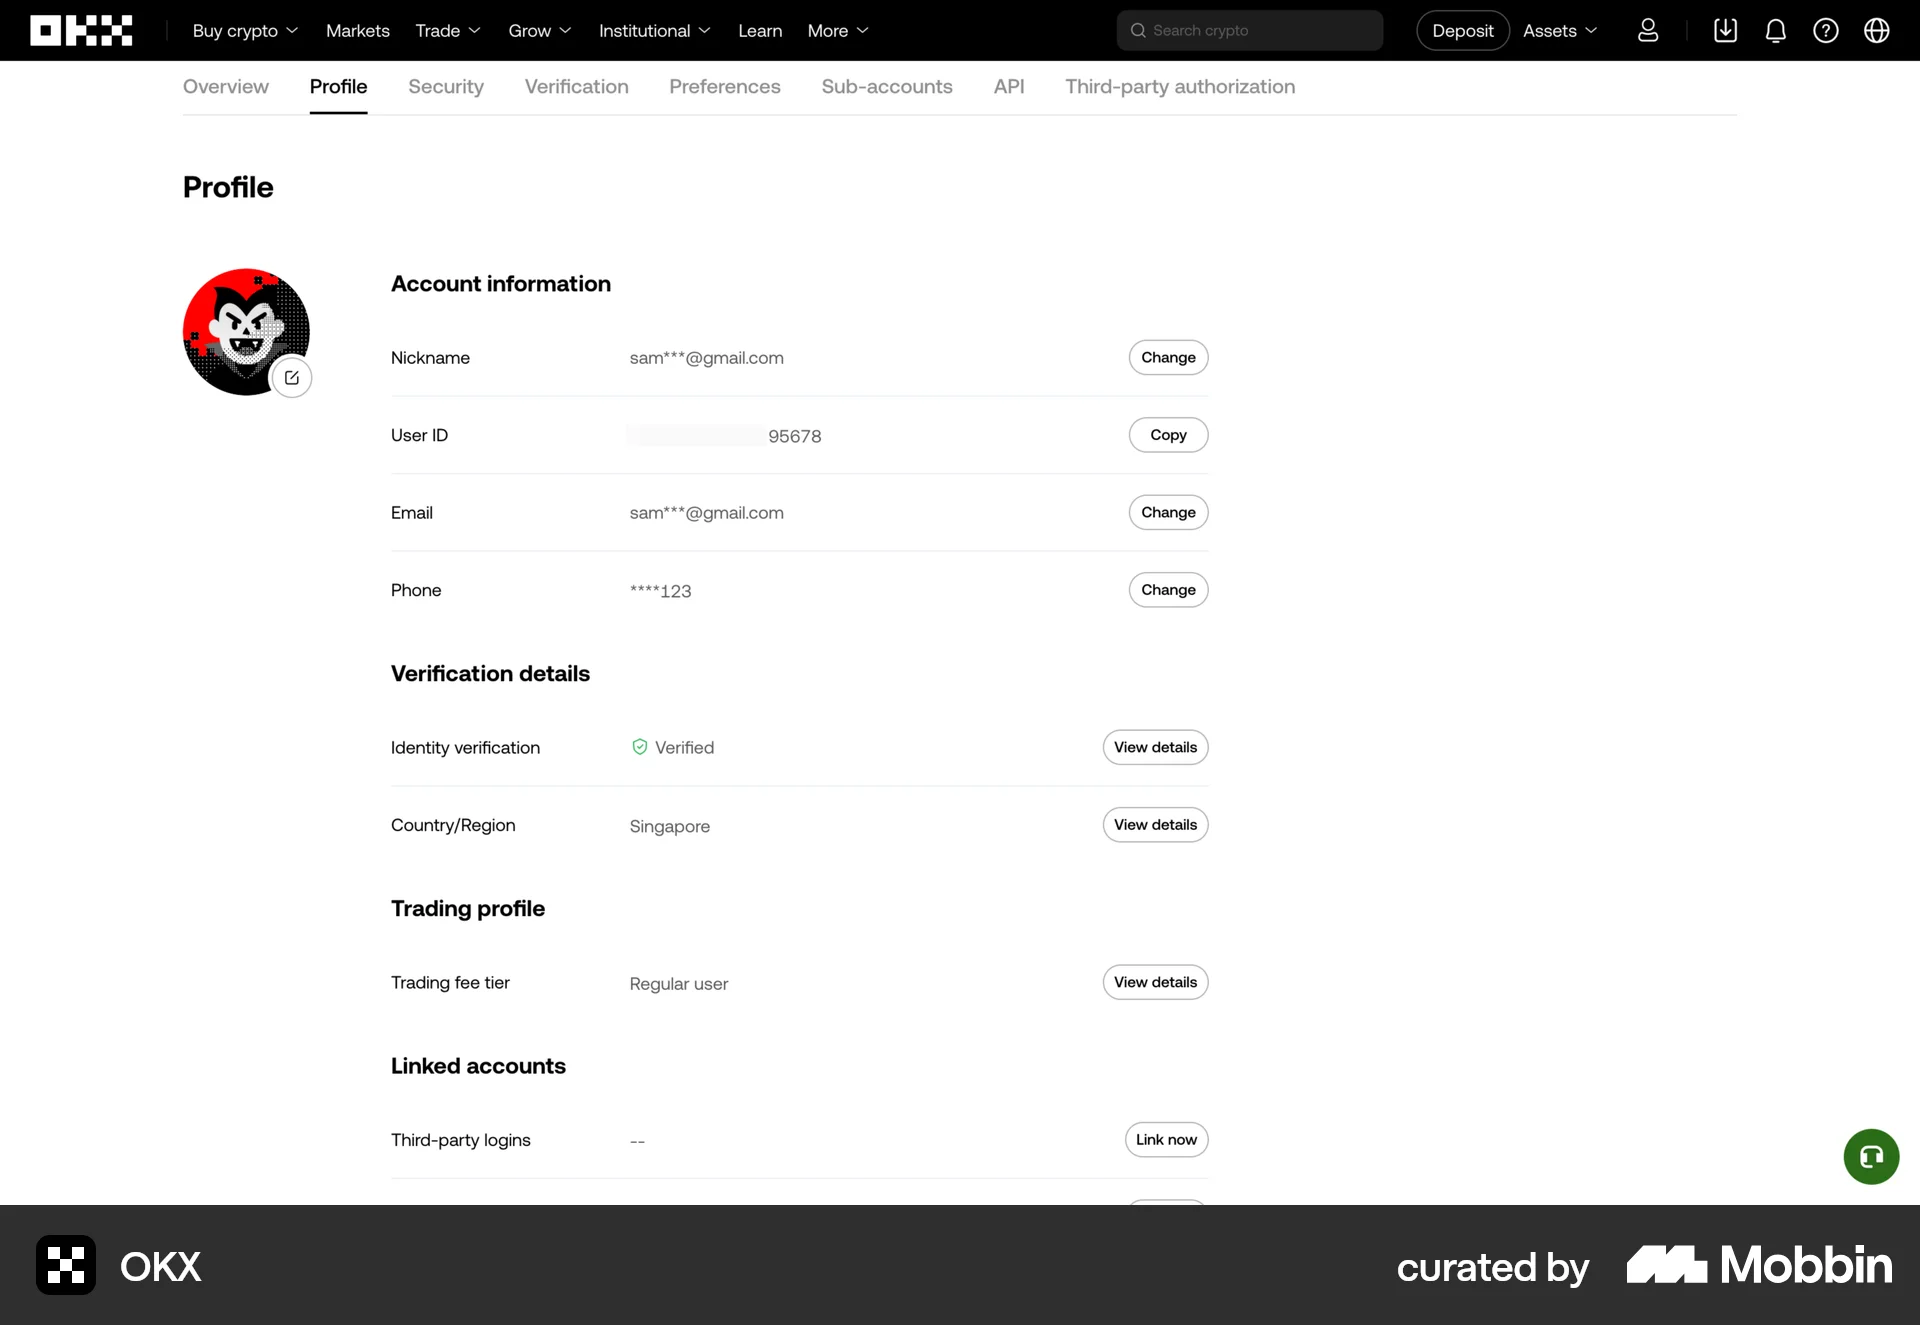 OKX Buy crypto Markets Trade Grow Institutional Learn More Search crypto Deposit Assets
Overview Profile Security Verification Preferences Sub-accounts API Third-party authorization
Profile
Account information
Nickname sam***@gmail.com Change
User ID 95678 Copy
Email sam***@gmail.com Change
Phone ****123 Change
Verification details
Identity verification Verified View details
Country/Region Singapore View details
Trading profile
Trading fee tier Regular user View details
Linked accounts
Third-party logins -- Link now
OKX curated by Mobbin